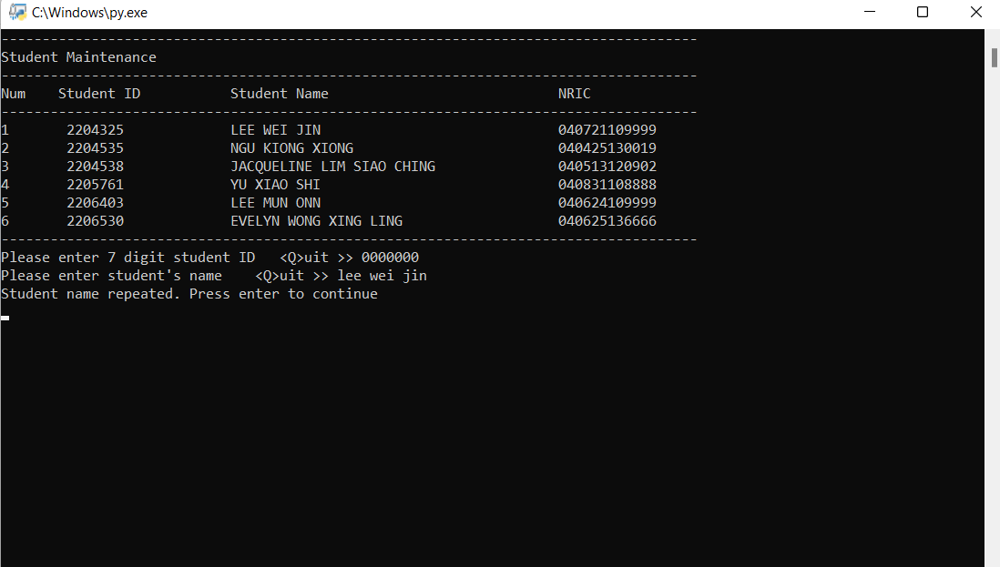 C:\Windows\py.exe
-------------------------------------------------------------------------------------
Student Maintenance
-------------------------------------------------------------------------------------
Num    Student ID           Student Name                            NRIC
-------------------------------------------------------------------------------------
1       2204325             LEE WEI JIN                             040721109999
2       2204535             NGU KIONG XIONG                         040425130019
3       2204538             JACQUELINE LIM SIAO CHING               040513120902
4       2205761             YU XIAO SHI                             040831108888
5       2206403             LEE MUN ONN                             040624109999
6       2206530             EVELYN WONG XING LING                   040625136666
-------------------------------------------------------------------------------------
Please enter 7 digit student ID   <Q>uit >> 0000000
Please enter student's name    <Q>uit >> lee wei jin
Student name repeated. Press enter to continue